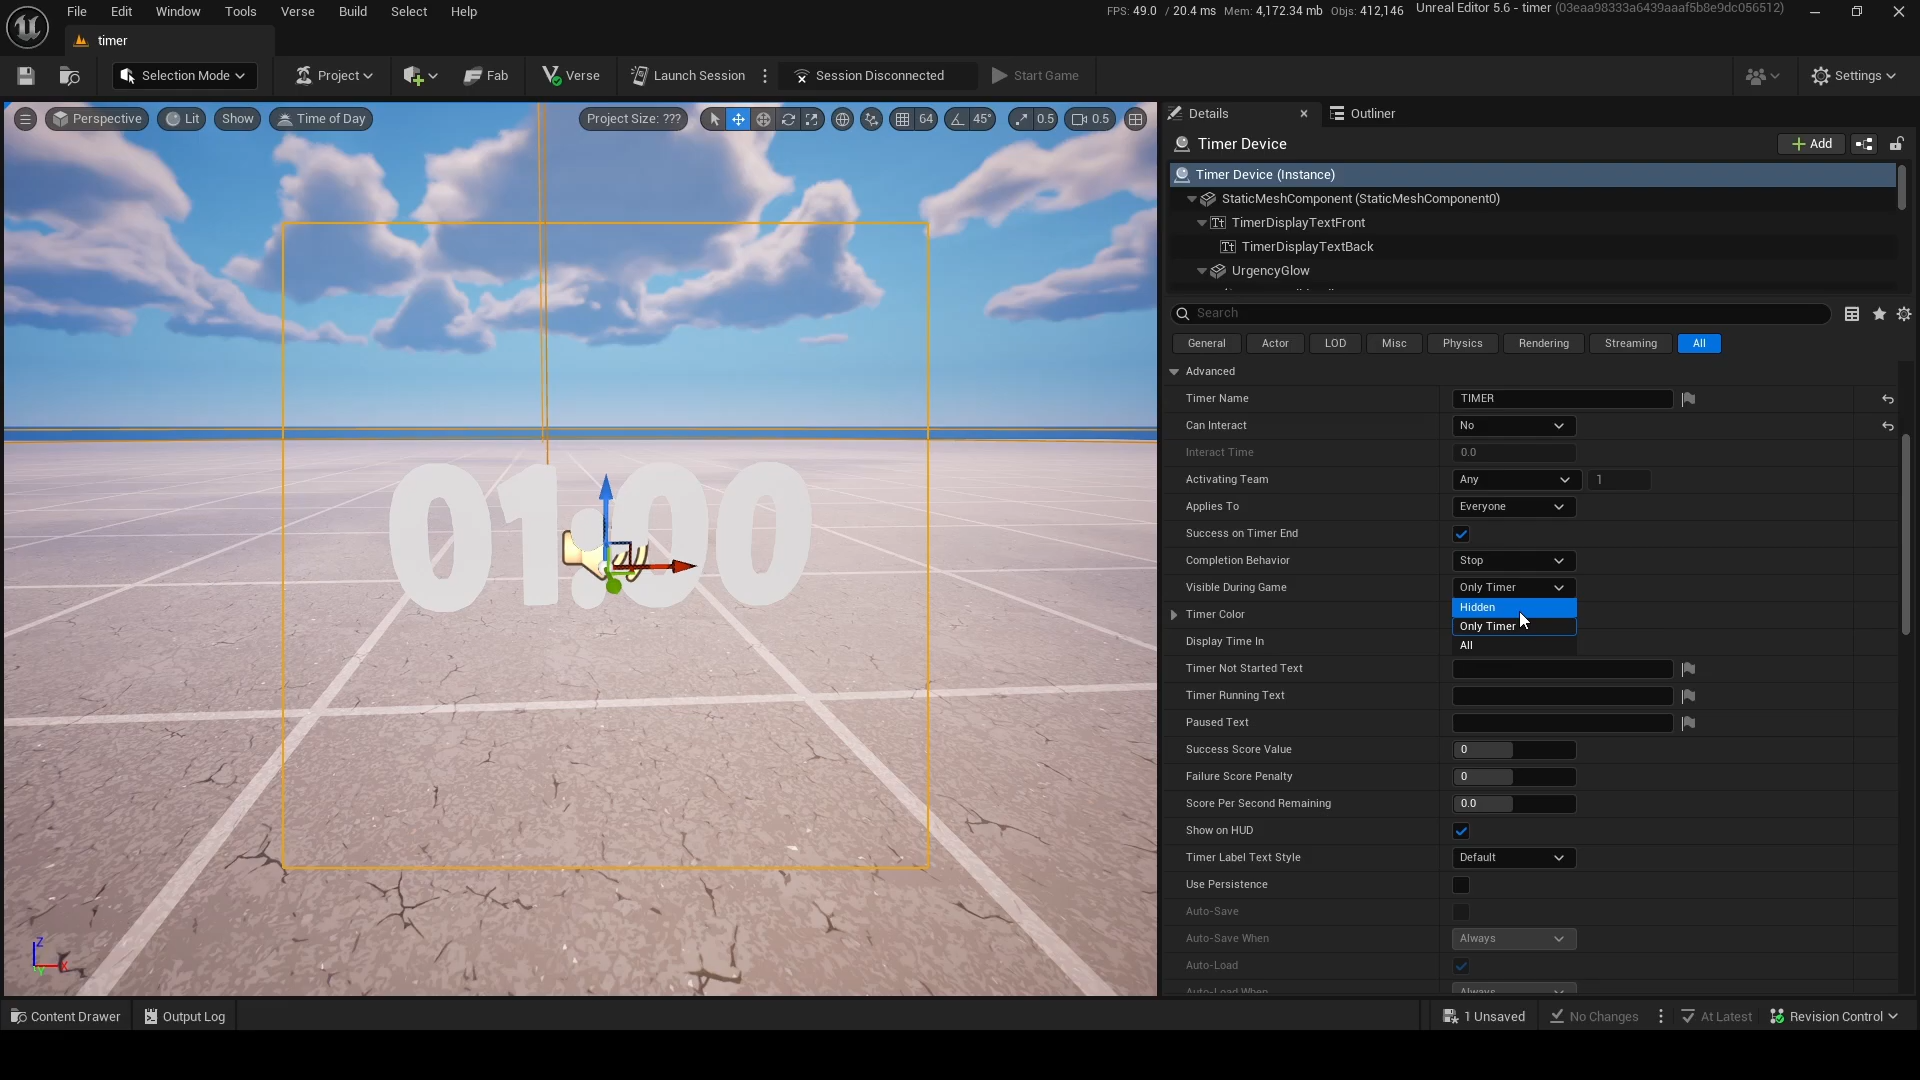 File Edit Window Tools Verse Build Select Help
FPS: 49.0 / 20.4 ms Mem: 4,172.34 mb Objs: 412,146 Unreal Editor 5.6 - timer (03eaa98333a6439aaaf5b8e9dc056512)
timer
Selection Mode Project Fab Verse Launch Session Session Disconnected Start Game Settings
Perspective Lit Show Time of Day Project Size: ??? 64 45° 0.5 0.5
Details Outliner
Timer Device Add
Timer Device (Instance)
StaticMeshComponent (StaticMeshComponent0)
Tt TimerDisplayTextFront
Tt TimerDisplayTextBack
UrgencyGlow
Search
General Actor LOD Misc Physics Rendering Streaming All
Advanced
Timer Name TIMER
Can Interact No
Interact Time 0.0
Activating Team Any 1
Applies To Everyone
Success on Timer End
Completion Behavior Stop
Visible During Game Only Timer
Hidden
Timer Color
Only Timer
Display Time In
All
Timer Not Started Text
Timer Running Text
Paused Text
Success Score Value 0
Failure Score Penalty 0
Score Per Second Remaining 0.0
Show on HUD
Timer Label Text Style Default
Use Persistence
Auto-Save
Auto-Save When Always
Auto-Load
Auto-Load When Always
01:00
Z
X
Y
Content Drawer Output Log 1 Unsaved No Changes At Latest Revision Control